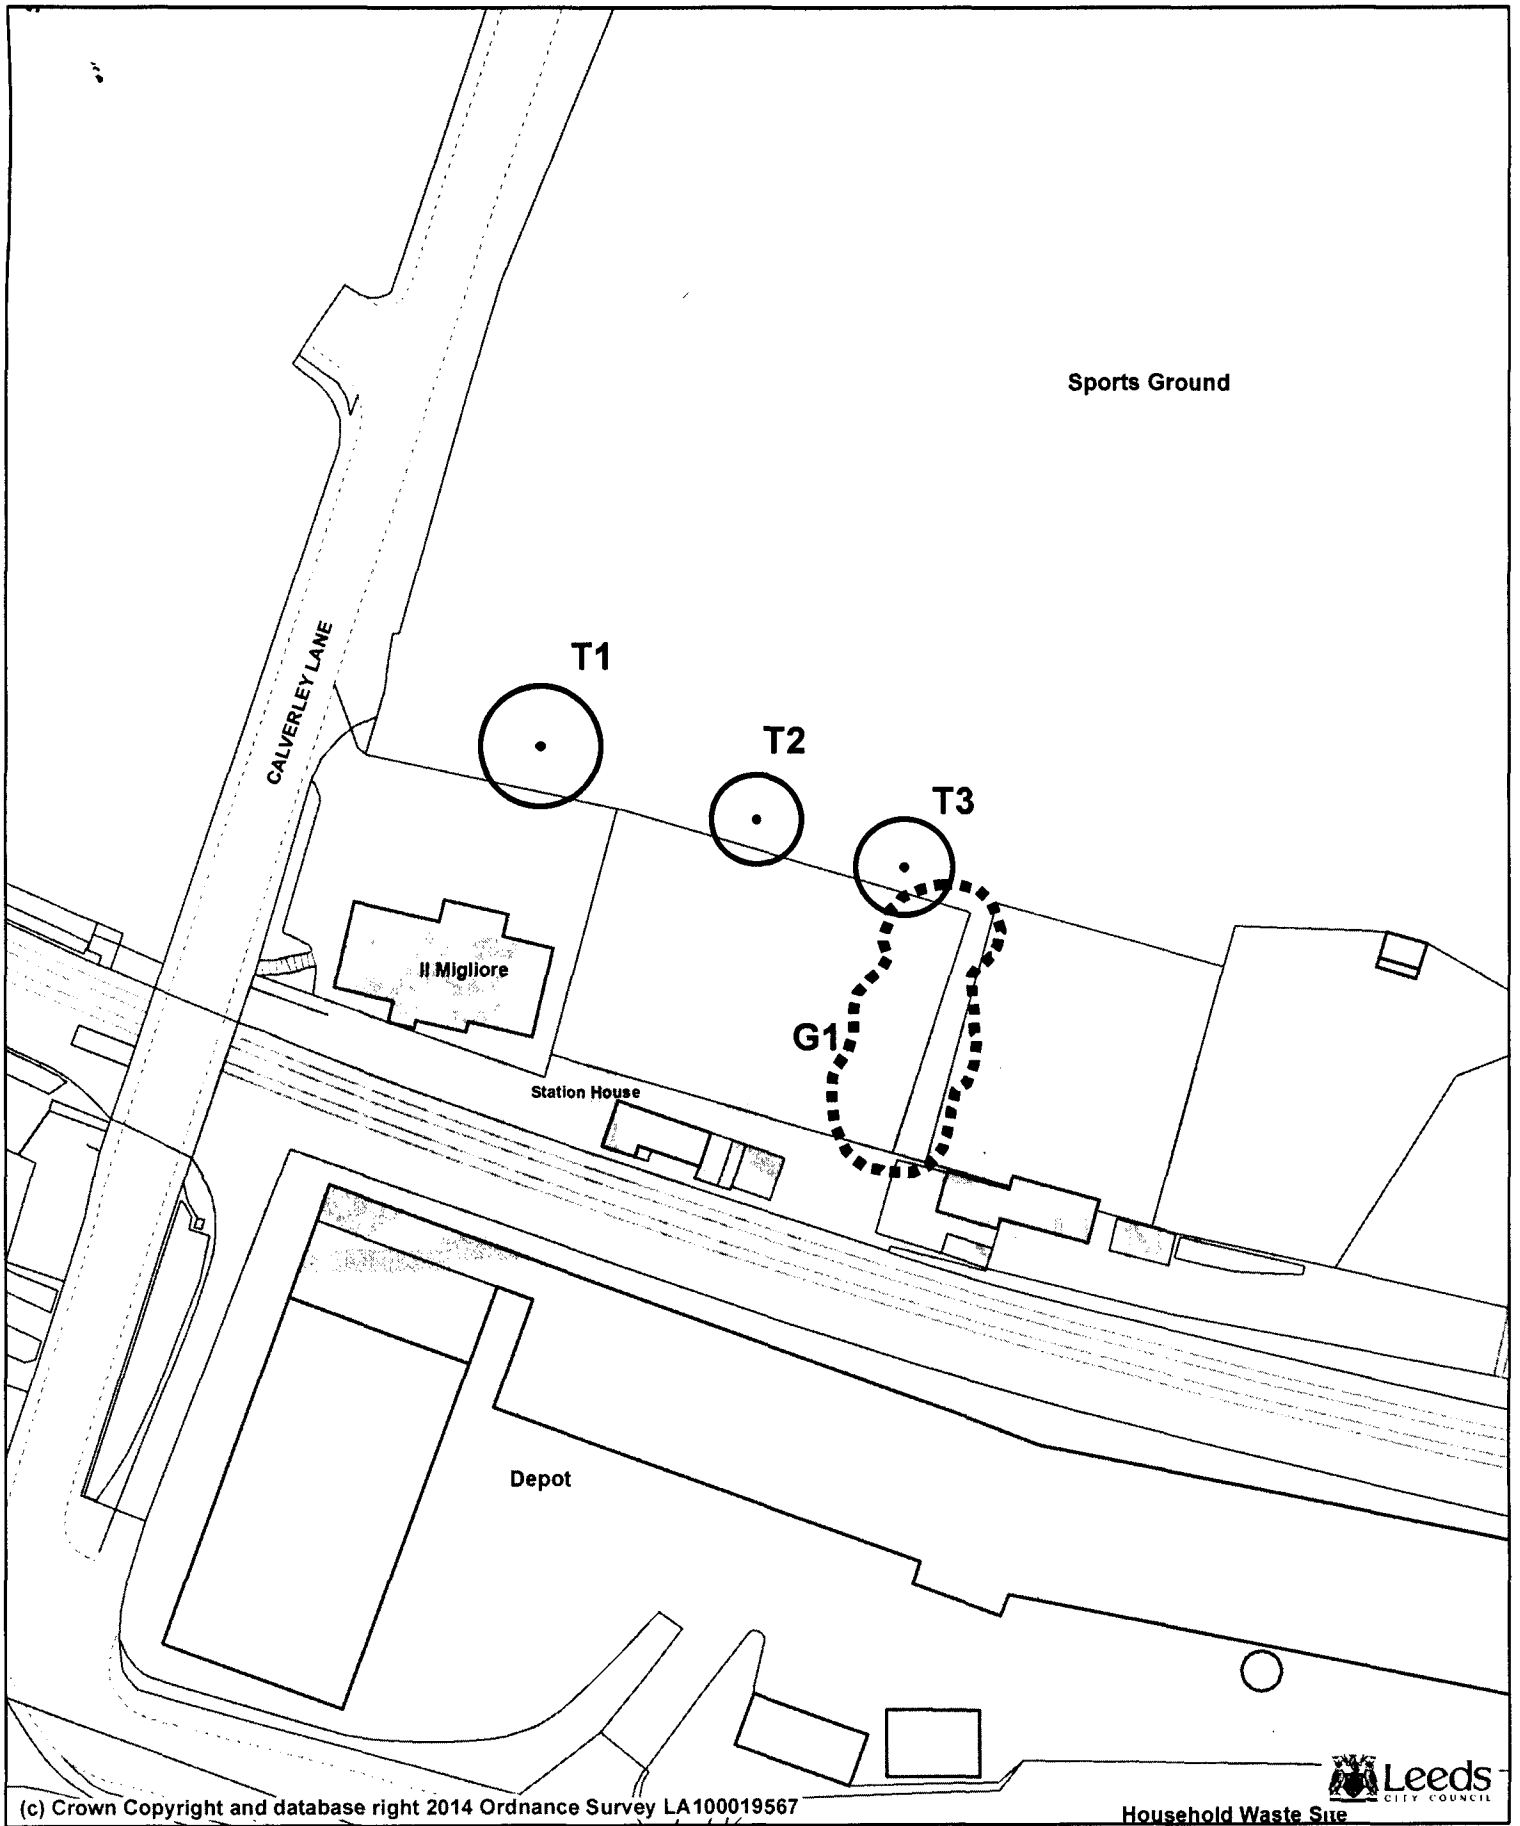 Sports Ground
T1
CALVERLEY LANE
T2
T3
Il Migliore
G1
Station House
Depot
Leeds
CITY COUNCIL
(c) Crown Copyright and database right 2014 Ordnance Survey LA100019567
Household Waste Site